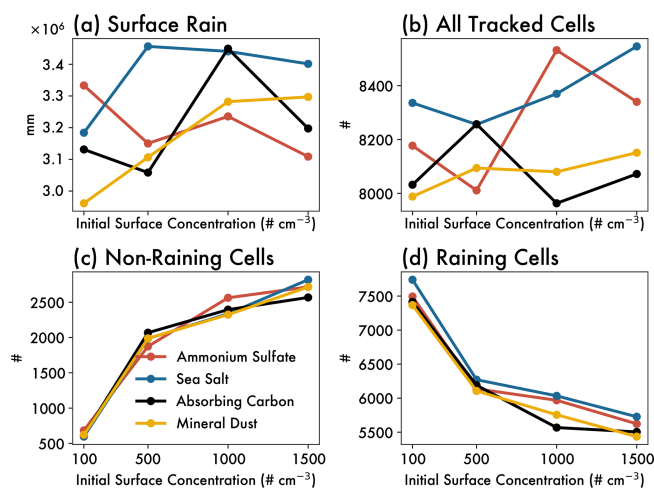 (a) Surface Rain
×10⁶
3.4
3.3
3.2
3.1
3.0
mm
Initial Surface Concentration (# cm⁻³)
(b) All Tracked Cells
8400
8200
8000
#
Initial Surface Concentration (# cm⁻³)
(c) Non-Raining Cells
2500
2000
1500
1000
500
#
Ammonium Sulfate
Sea Salt
Absorbing Carbon
Mineral Dust
100 500 1000 1500
Initial Surface Concentration (# cm⁻³)
(d) Raining Cells
7500
7000
6500
6000
5500
#
100 500 1000 1500
Initial Surface Concentration (# cm⁻³)